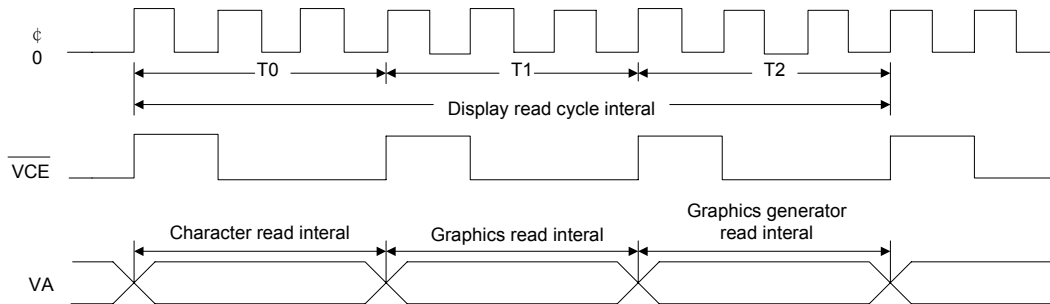 ¢
0
T0 T1 T2
Display read cycle interal
VCE
Graphics generator
Character read interal Graphics read interal read interal
VA